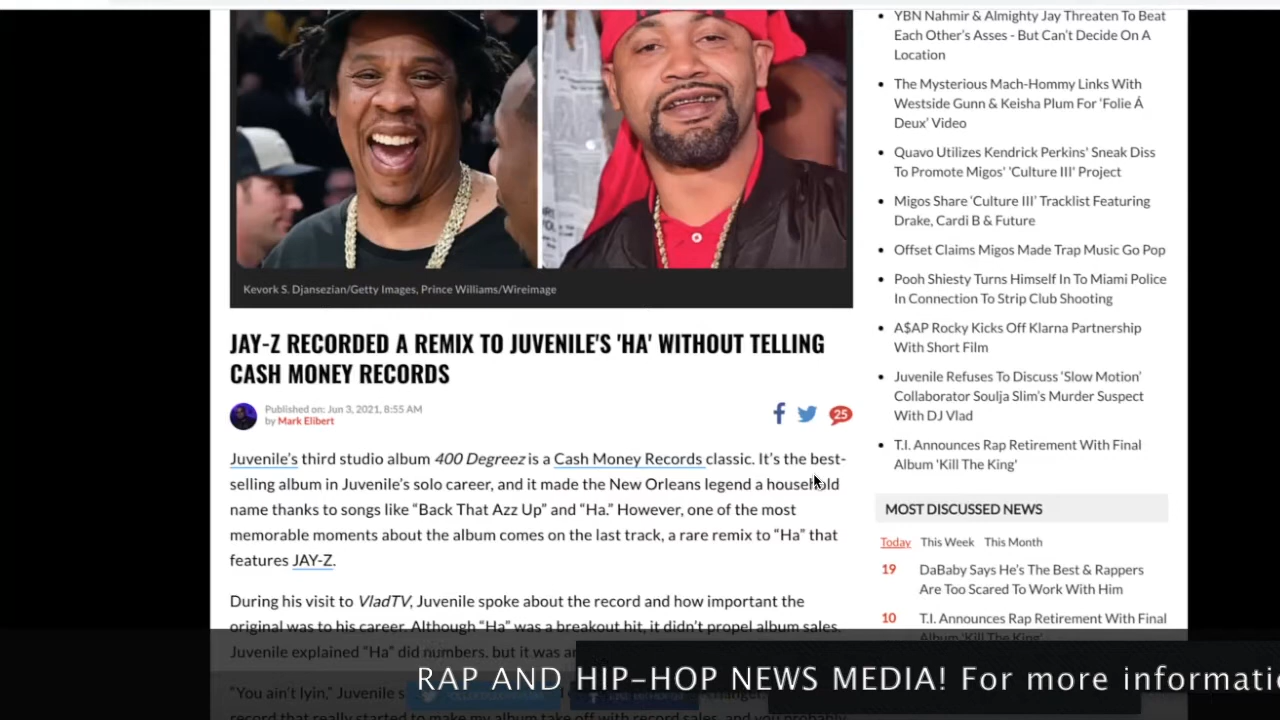 Kevork S. Djansezian/Getty Images, Prince Williams/Wireimage
JAY-Z RECORDED A REMIX TO JUVENILE'S 'HA' WITHOUT TELLING
CASH MONEY RECORDS
Published on: Jun 3, 2021, 8:55 AM
by Mark Elibert
25
Juvenile’s third studio album 400 Degreez is a Cash Money Records classic. It’s the best-
selling album in Juvenile’s solo career, and it made the New Orleans legend a household
name thanks to songs like “Back That Azz Up” and “Ha.” However, one of the most
memorable moments about the album comes on the last track, a rare remix to “Ha” that
features JAY-Z.
During his visit to VladTV, Juvenile spoke about the record and how important the
original was to his career. Although “Ha” was a breakout hit, it didn’t propel album sales.
Juvenile explained “Ha” did numbers, but it was
“You ain’t lyin,” Juvenile
YBN Nahmir & Almighty Jay Threaten To Beat
Each Other's Asses - But Can't Decide On A
Location
The Mysterious Mach-Hommy Links With
Westside Gunn & Keisha Plum For 'Folie Á
Deux' Video
Quavo Utilizes Kendrick Perkins' Sneak Diss
To Promote Migos' 'Culture III' Project
Migos Share 'Culture III' Tracklist Featuring
Drake, Cardi B & Future
Offset Claims Migos Made Trap Music Go Pop
Pooh Shiesty Turns Himself In To Miami Police
In Connection To Strip Club Shooting
A$AP Rocky Kicks Off Klarna Partnership
With Short Film
Juvenile Refuses To Discuss 'Slow Motion'
Collaborator Soulja Slim's Murder Suspect
With DJ Vlad
T.I. Announces Rap Retirement With Final
Album 'Kill The King'
MOST DISCUSSED NEWS
Today This Week This Month
19 DaBaby Says He's The Best & Rappers
Are Too Scared To Work With Him
10 T.I. Announces Rap Retirement With Final
Album 'Kill The King'
RAP AND HIP-HOP NEWS MEDIA! For more informati